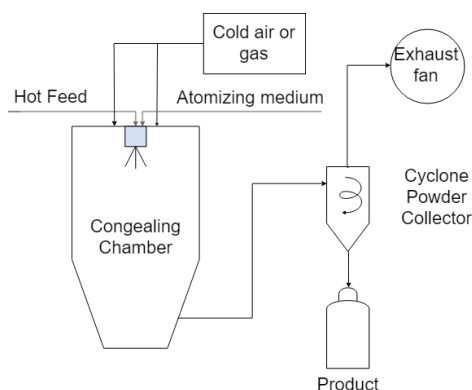 Cold air or
gas
Exhaust
fan
Hot Feed
Atomizing medium
Congealing
Chamber
Cyclone
Powder
Collector
Product